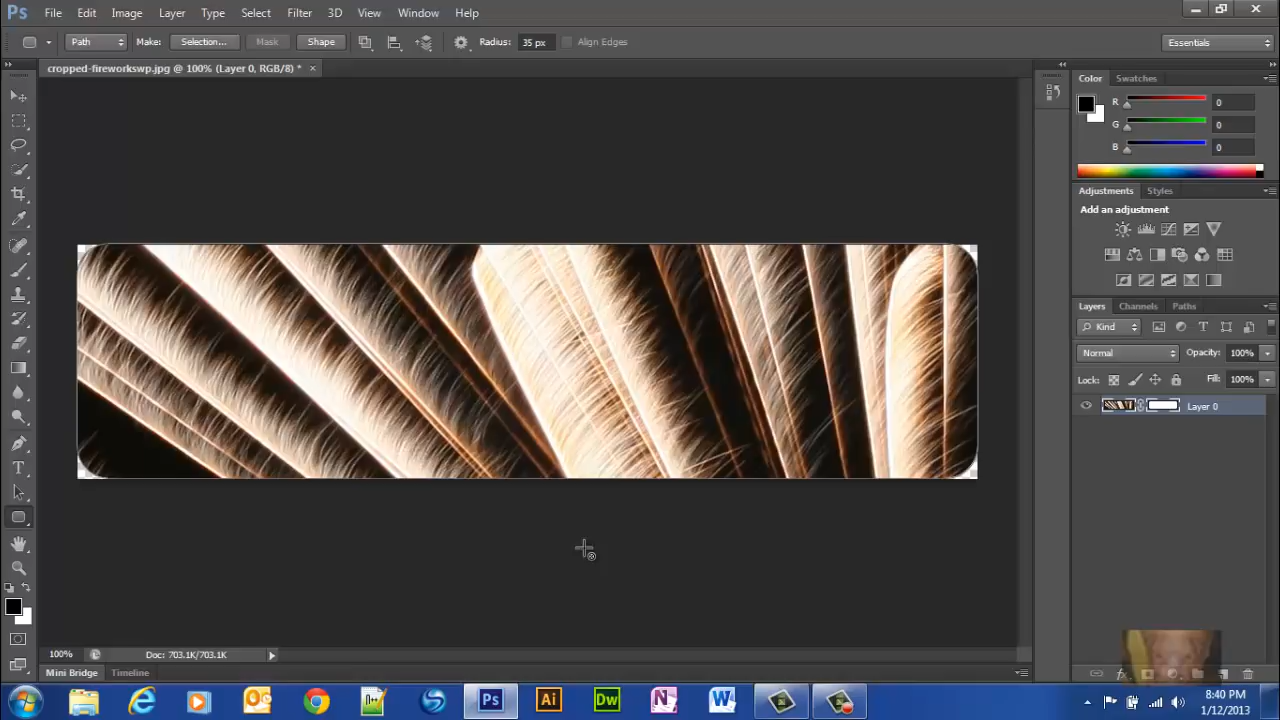 Ps File Edit Image Layer Type Select Filter 3D View Window Help
Path Make: Selection... Mask Shape Radius: 35 px Align Edges Essentials
cropped-fireworkswp.jpg @ 100% (Layer 0, RGB/8) * ×
Color Swatches
R 0
G 0
B 0
Adjustments Styles
Add an adjustment
Layers Channels Paths
Kind
Normal Opacity: 100%
Lock: Fill: 100%
Layer 0
100% Doc: 703.1K/703.1K
Mini Bridge Timeline
Ps Ai Dw N W
8:40 PM
1/12/2013